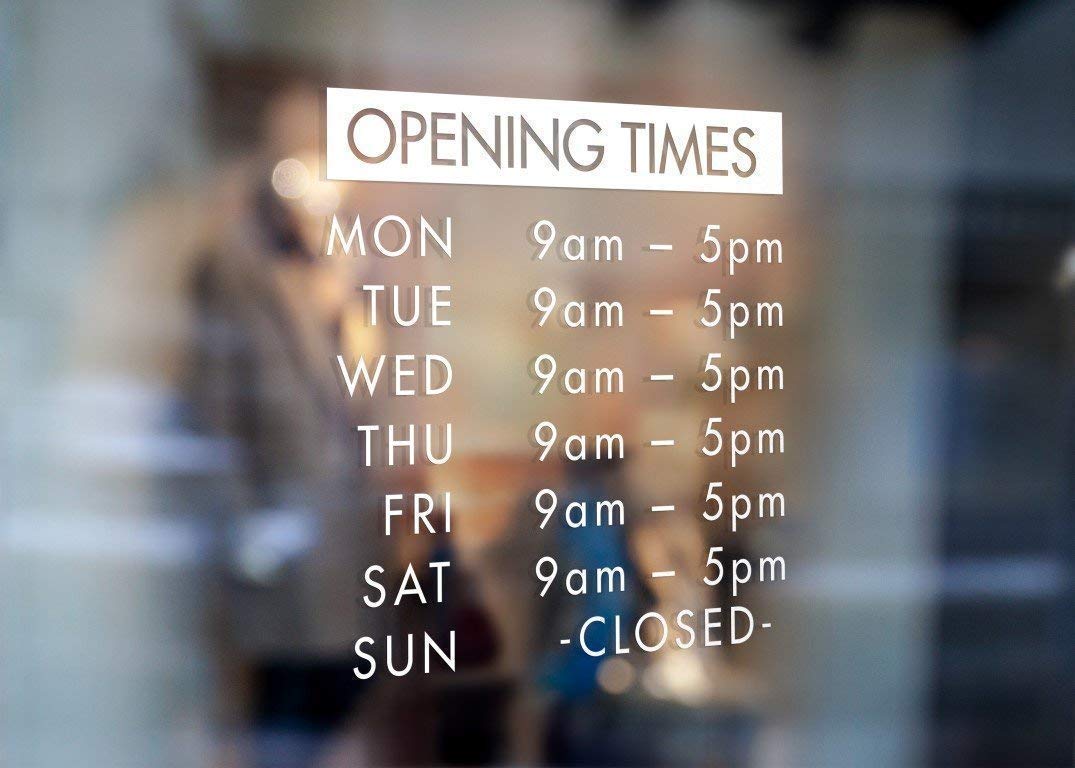 OPENING TIMES
MON 9am – 5pm
TUE 9am – 5pm
WED 9am – 5pm
THU 9am – 5pm
FRI 9am – 5pm
SAT 9am – 5pm
SUN -CLOSED-